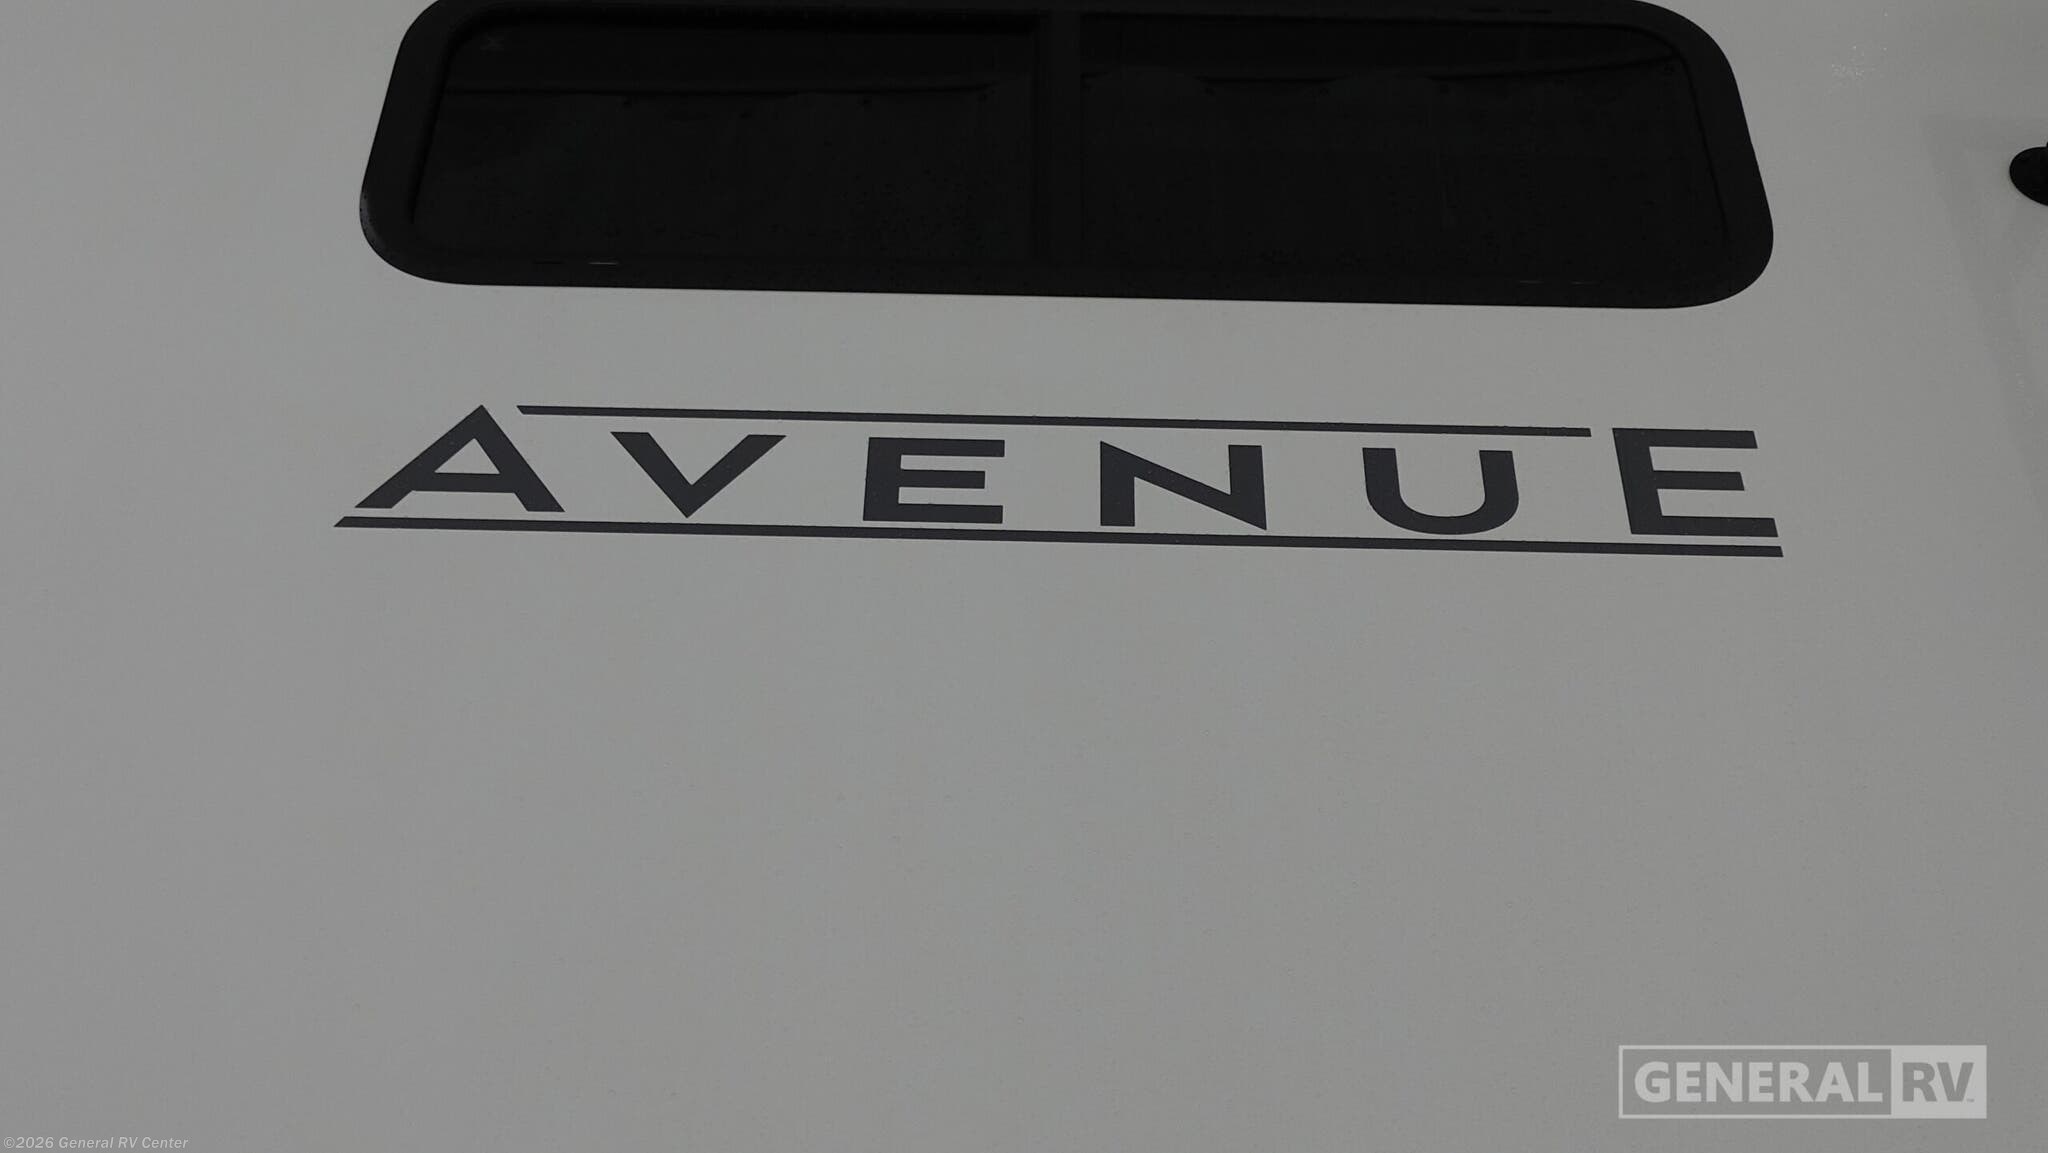 AVENUE
GENERAL RV
©2026 General RV Center